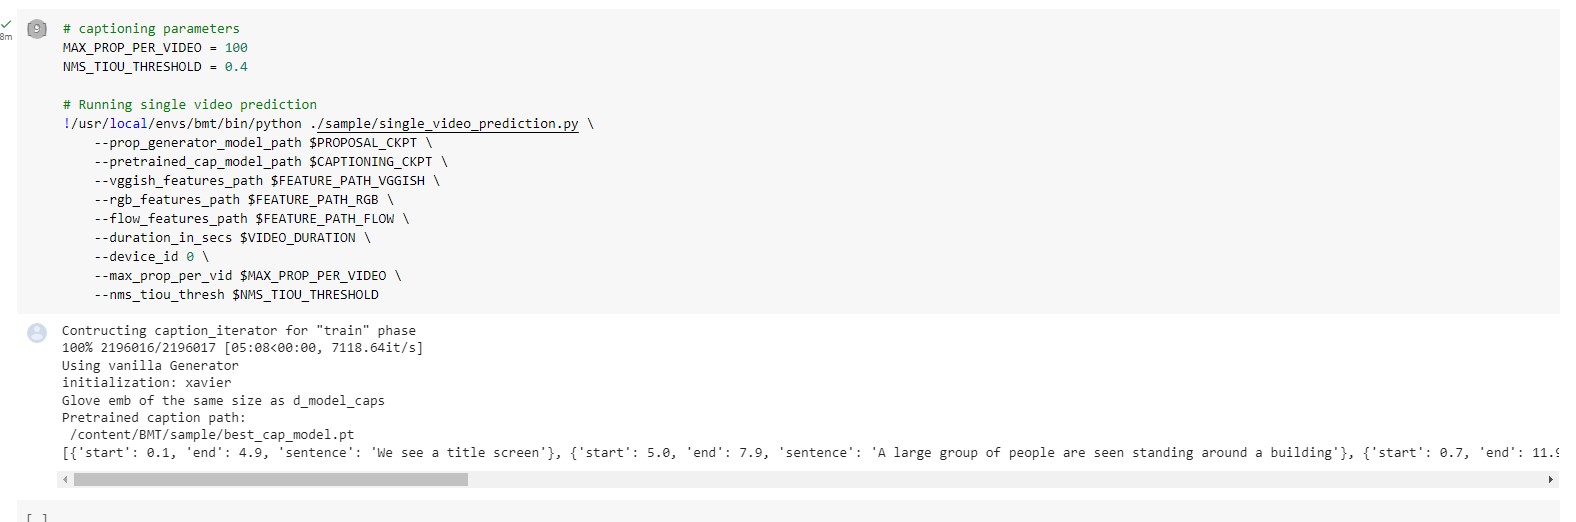 8m
# captioning parameters
MAX_PROP_PER_VIDEO = 100
NMS_TIOU_THRESHOLD = 0.4
# Running single video prediction
!/usr/local/envs/bmt/bin/python ./sample/single_video_prediction.py \
--prop_generator_model_path $PROPOSAL_CKPT \
--pretrained_cap_model_path $CAPTIONING_CKPT \
--vggish_features_path $FEATURE_PATH_VGGISH \
--rgb_features_path $FEATURE_PATH_RGB \
--flow_features_path $FEATURE_PATH_FLOW \
--duration_in_secs $VIDEO_DURATION \
--device_id 0 \
--max_prop_per_vid $MAX_PROP_PER_VIDEO \
--nms_tiou_thresh $NMS_TIOU_THRESHOLD
Contructing caption_iterator for "train" phase
100% 2196016/2196017 [05:08<00:00, 7118.64it/s]
Using vanilla Generator
initialization: xavier
Glove emb of the same size as d_model_caps
Pretrained caption path:
/content/BMT/sample/best_cap_model.pt
[{'start': 0.1, 'end': 4.9, 'sentence': 'We see a title screen'}, {'start': 5.0, 'end': 7.9, 'sentence': 'A large group of people are seen standing around a building'}, {'start': 0.7, 'end': 11.9
[ ]